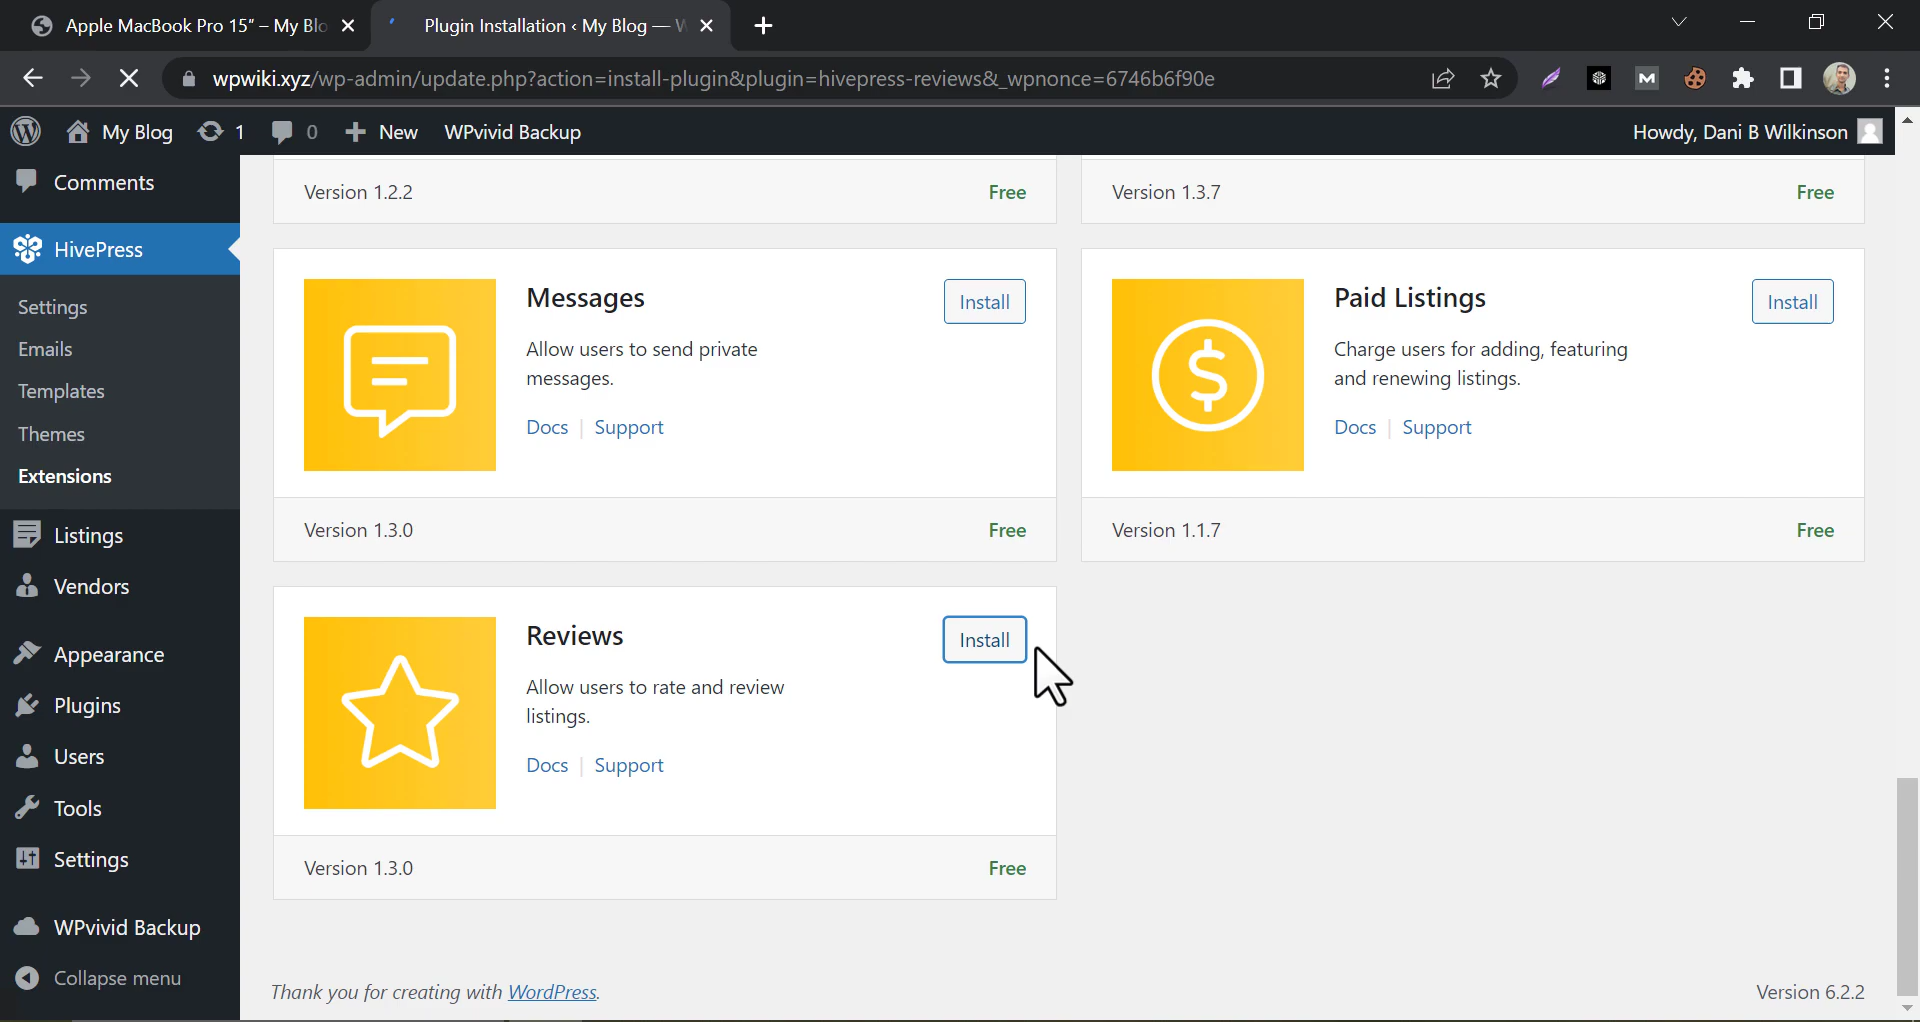 Apple MacBook Pro 15" – My Blo
Plugin Installation ‹ My Blog —
wpwiki.xyz/wp-admin/update.php?action=install-plugin&plugin=hivepress-reviews&_wpnonce=6746b6f90e
My Blog 1 0 New WPvivid Backup
Howdy, Dani B Wilkinson
Comments
HivePress
Settings
Emails
Templates
Themes
Extensions
Listings
Vendors
Appearance
Plugins
Users
Tools
Settings
WPvivid Backup
Collapse menu
Version 1.2.2 Free
Version 1.3.7 Free
Messages
Install
Allow users to send private
messages.
Docs | Support
Version 1.3.0 Free
Paid Listings
Install
Charge users for adding, featuring
and renewing listings.
Docs | Support
Version 1.1.7 Free
Reviews
Install
Allow users to rate and review
listings.
Docs | Support
Version 1.3.0 Free
Thank you for creating with WordPress.
Version 6.2.2